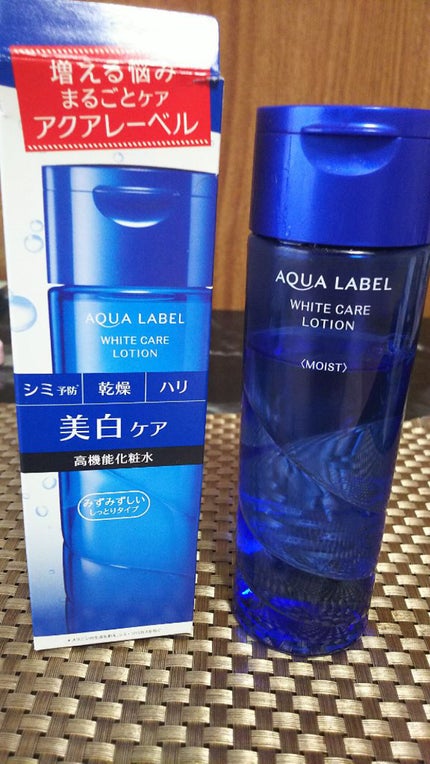 増える悩み
まるごとケア
アクアレーベル
AQUA LABEL
WHITE CARE
LOTION
シミ予防* 乾燥 ハリ
美白ケア
高機能化粧水
みずみずしい
しっとりタイプ
AQUA LABEL
WHITE CARE
LOTION
〈MOIST〉